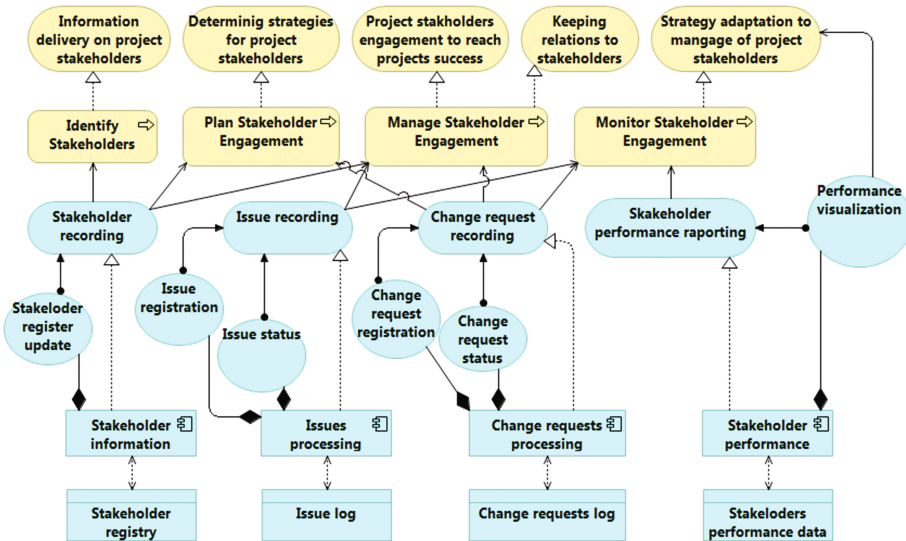 Information
delivery on project
stakeholders
Determinig strategies
for project
stakeholders
Project stakholders
engagement to reach
projects success
Keeping
relations to
stakeholders
Strategy adaptation to
mangage of project
stakeholders
Identify
Stakeholders
Plan Stakeholder
Engagement
Manage Stakeholder
Engagement
Monitor Stakeholder
Engagement
Stakeholder
recording
Issue recording
Change request
recording
Skakeholder
performance raporting
Performance
visualization
Stakeloder
register
update
Issue
registration
Issue status
Change
request
registration
Change
request
status
Stakeholder
information
Issues
processing
Change requests
processing
Stakeholder
performance
Stakeholder
registry
Issue log
Change requests log
Stakeloders
performance data